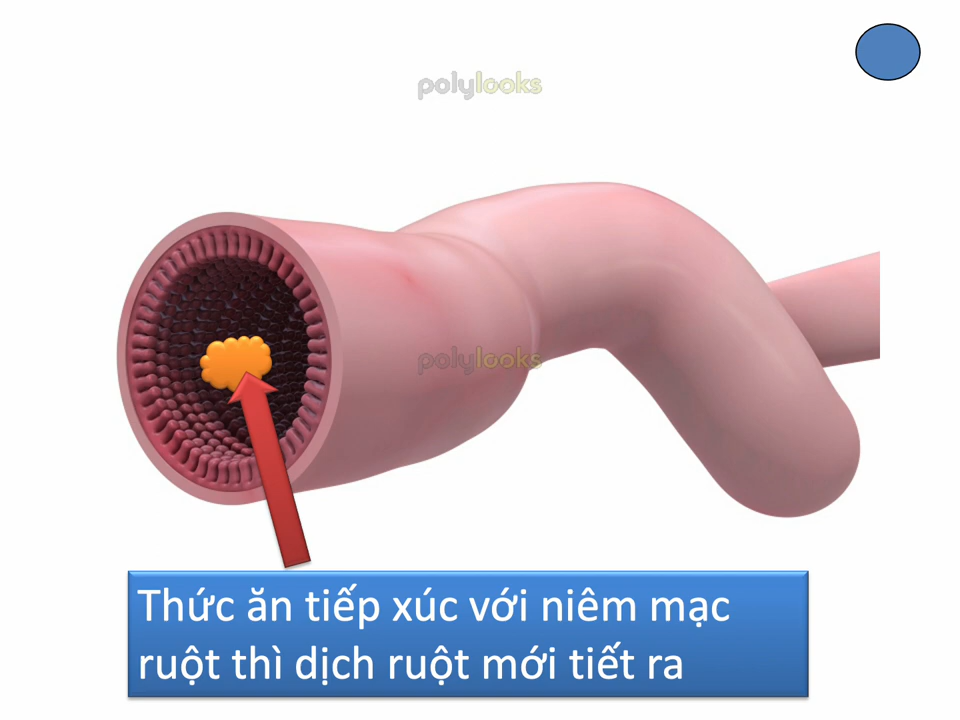 polylooks
polylooks
Thức ăn tiếp xúc với niêm mạc
ruột thì dịch ruột mới tiết ra